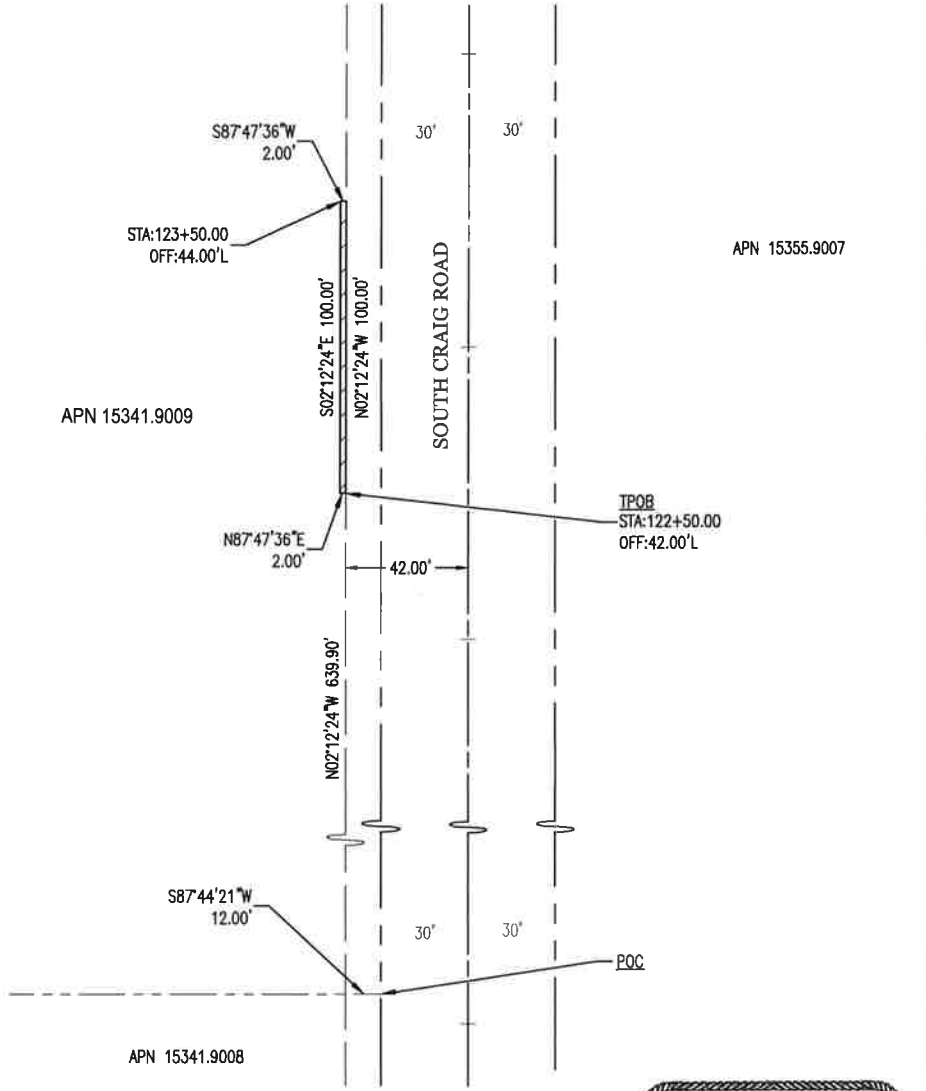 30'
30'
S87°47'36"W
2.00'
STA:123+50.00
OFF:44.00'L
APN 15355.9007
SOUTH CRAIG ROAD
S02°12'24"E 100.00'
N02°12'24"W 100.00'
APN 15341.9009
TPOB
STA:122+50.00
OFF:42.00'L
N87°47'36"E
2.00'
42.00'
N02°12'24"W 639.90'
S87°44'21"W
12.00'
30'
30'
POC
APN 15341.9008